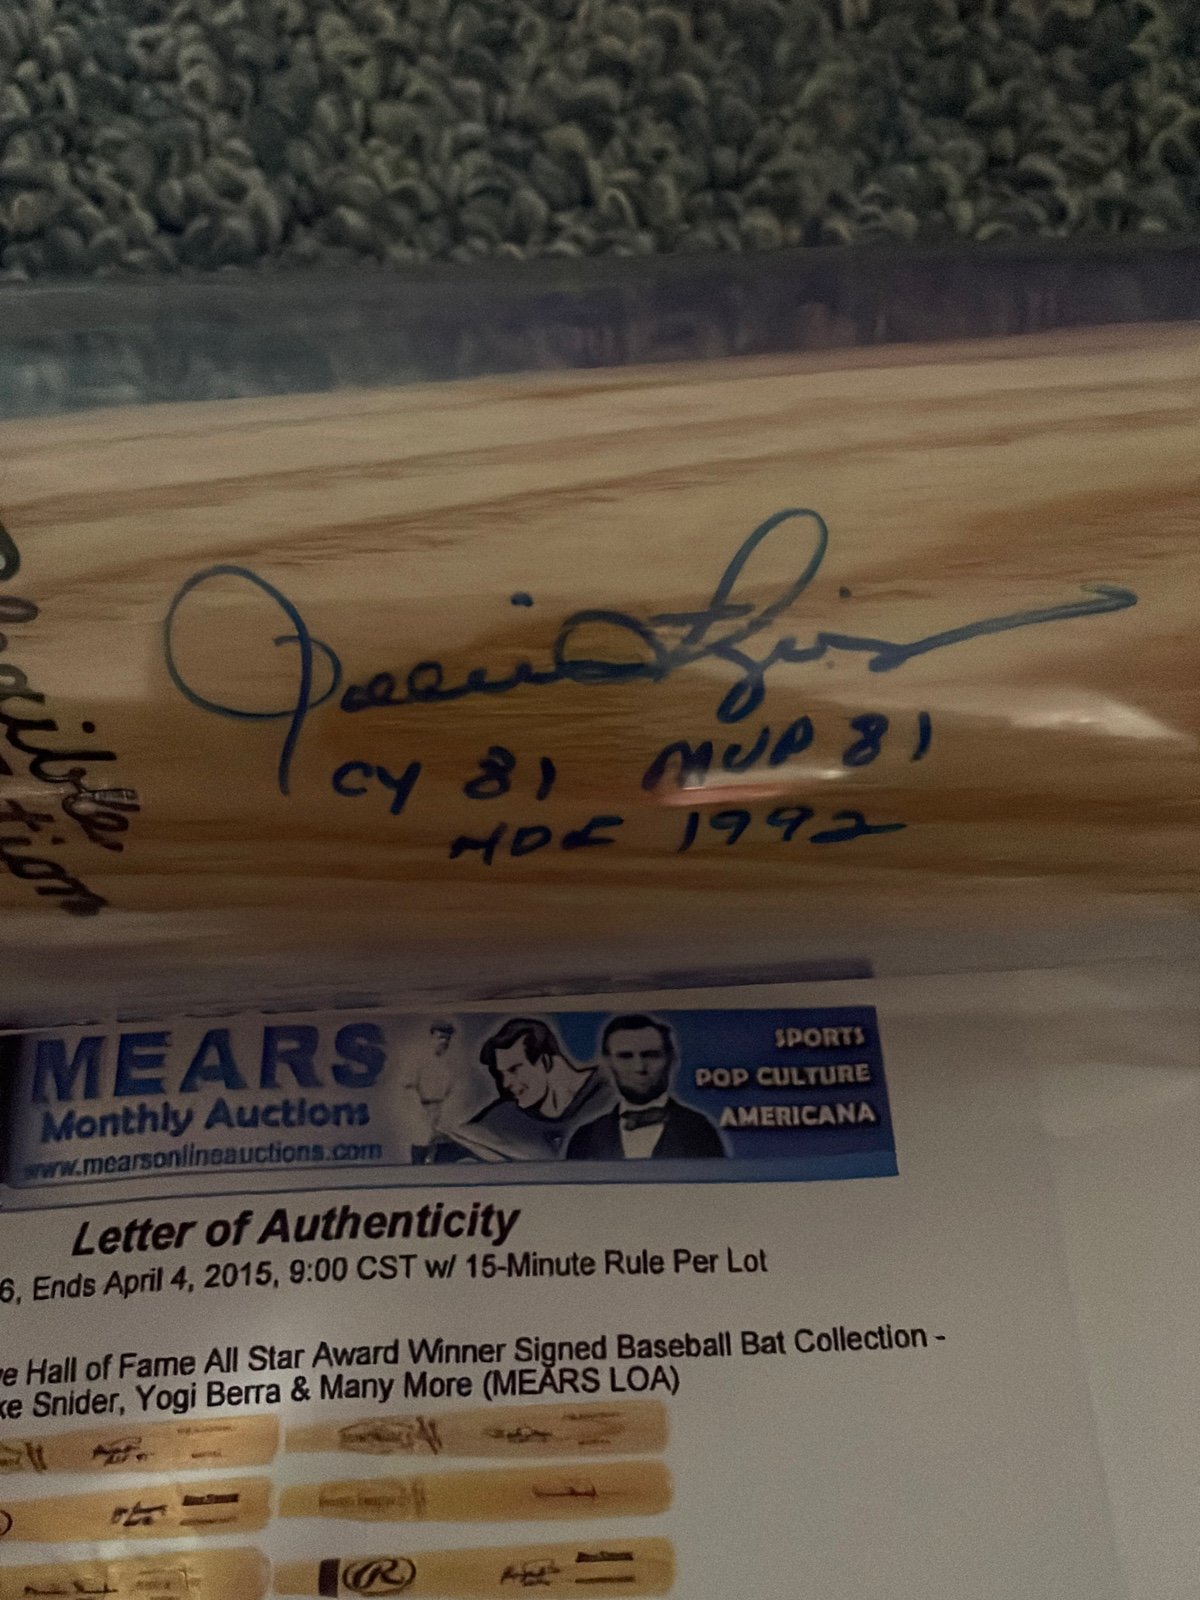 Rollie Fingers
CY 81 MVP 81
HOF 1992
MEARS
Monthly Auctions
www.mearsonlineauctions.com
SPORTS
POP CULTURE
AMERICANA
Letter of Authenticity
6, Ends April 4, 2015, 9:00 CST w/ 15-Minute Rule Per Lot
Hall of Fame All Star Award Winner Signed Baseball Bat Collection -
Snider, Yogi Berra & Many More (MEARS LOA)